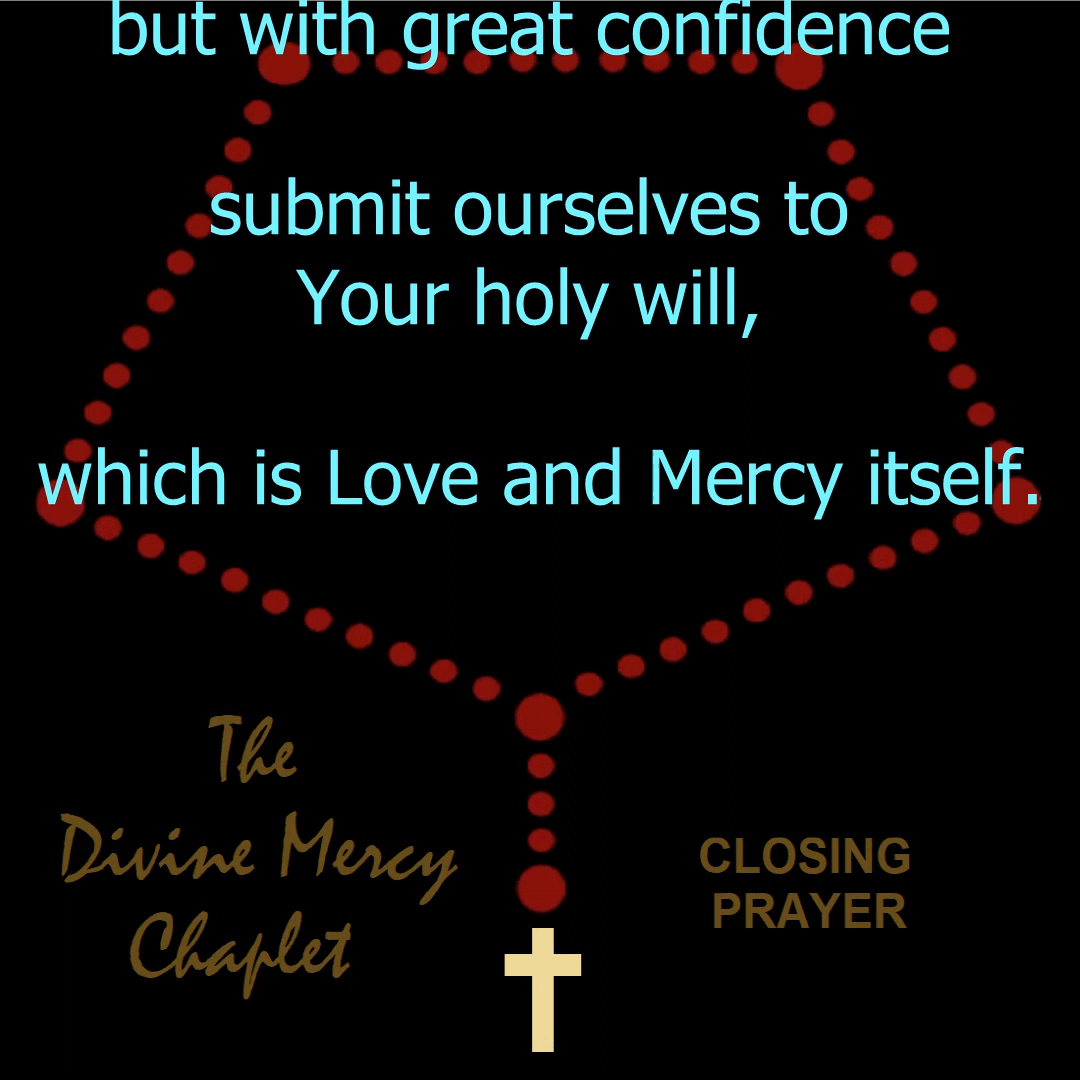 but with great confidence
submit ourselves to
Your holy will,
which is Love and Mercy itself.
The
Divine Mercy
Chaplet
CLOSING
PRAYER